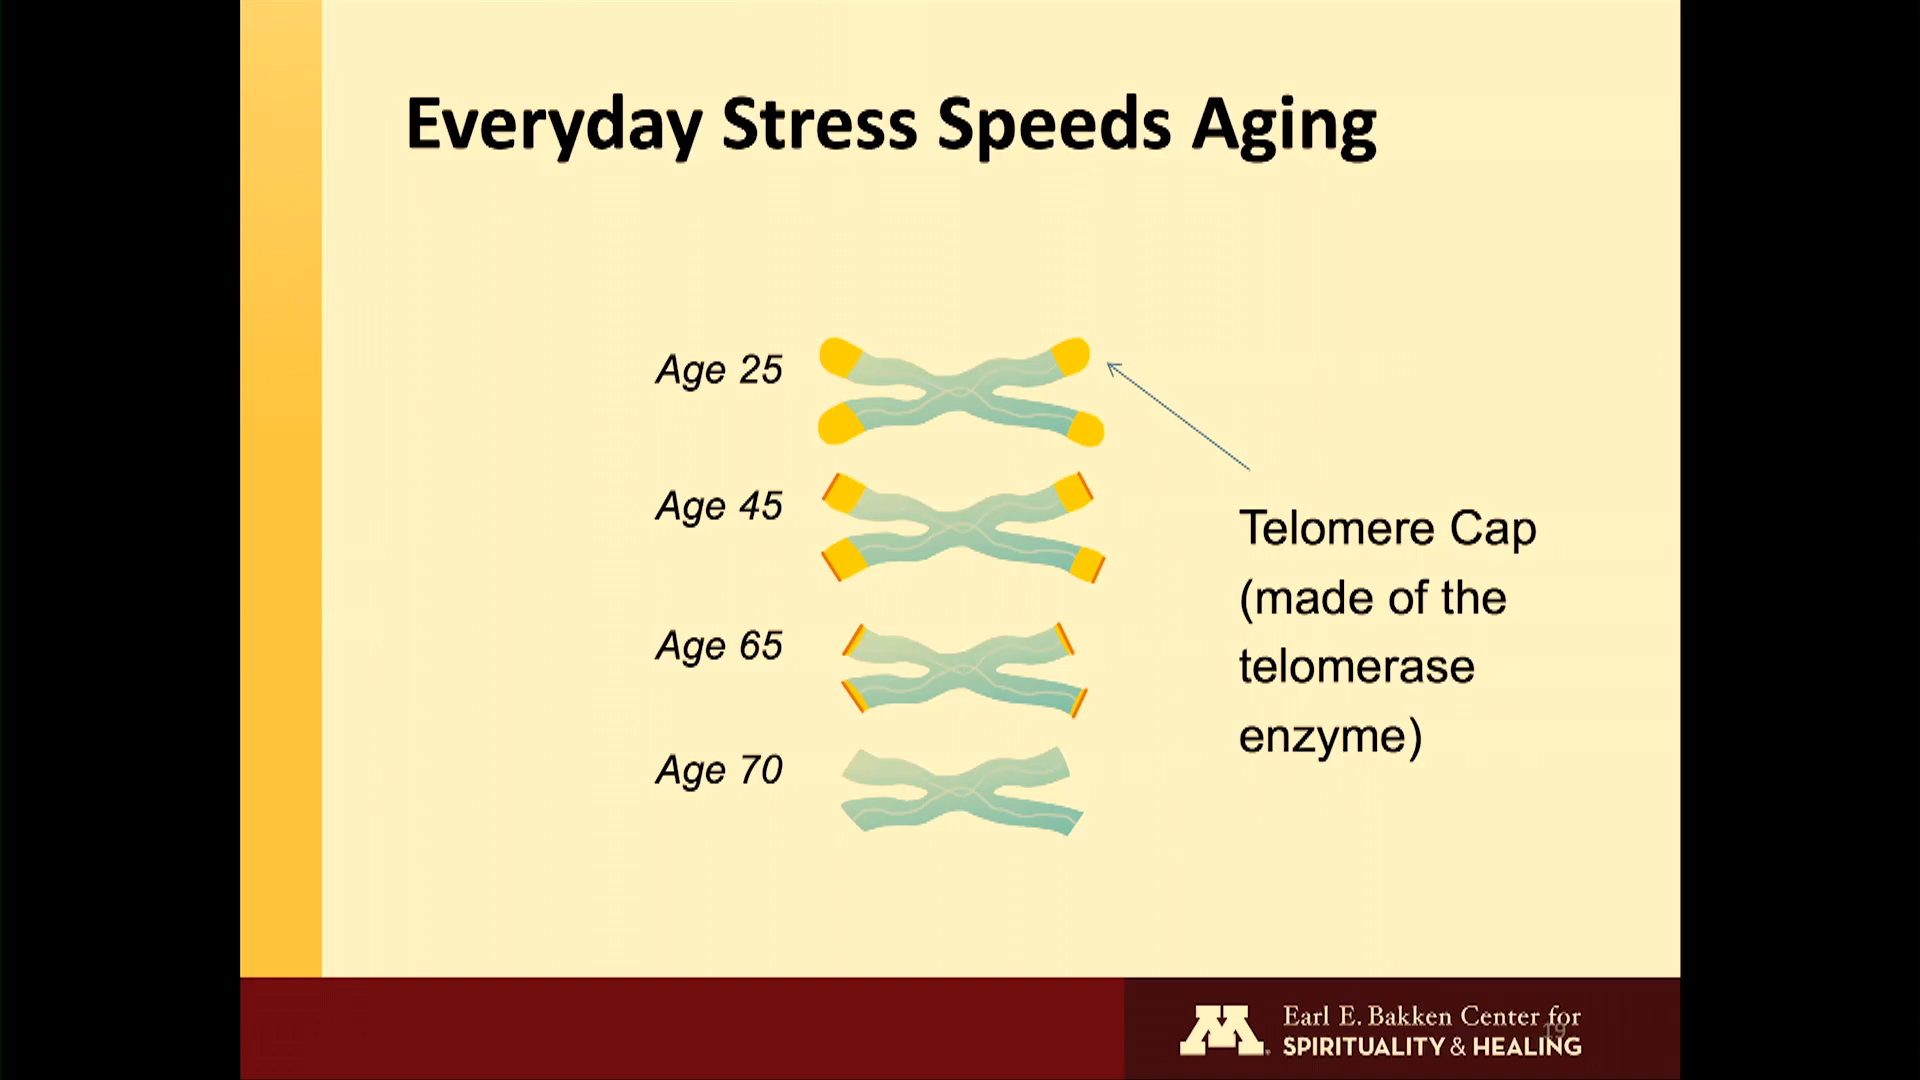 Everyday Stress Speeds Aging
Age 25
Age 45
Age 65
Age 70
Telomere Cap
(made of the
telomerase
enzyme)
M
Earl E. Bakken Center for
SPIRITUALITY & HEALING
19